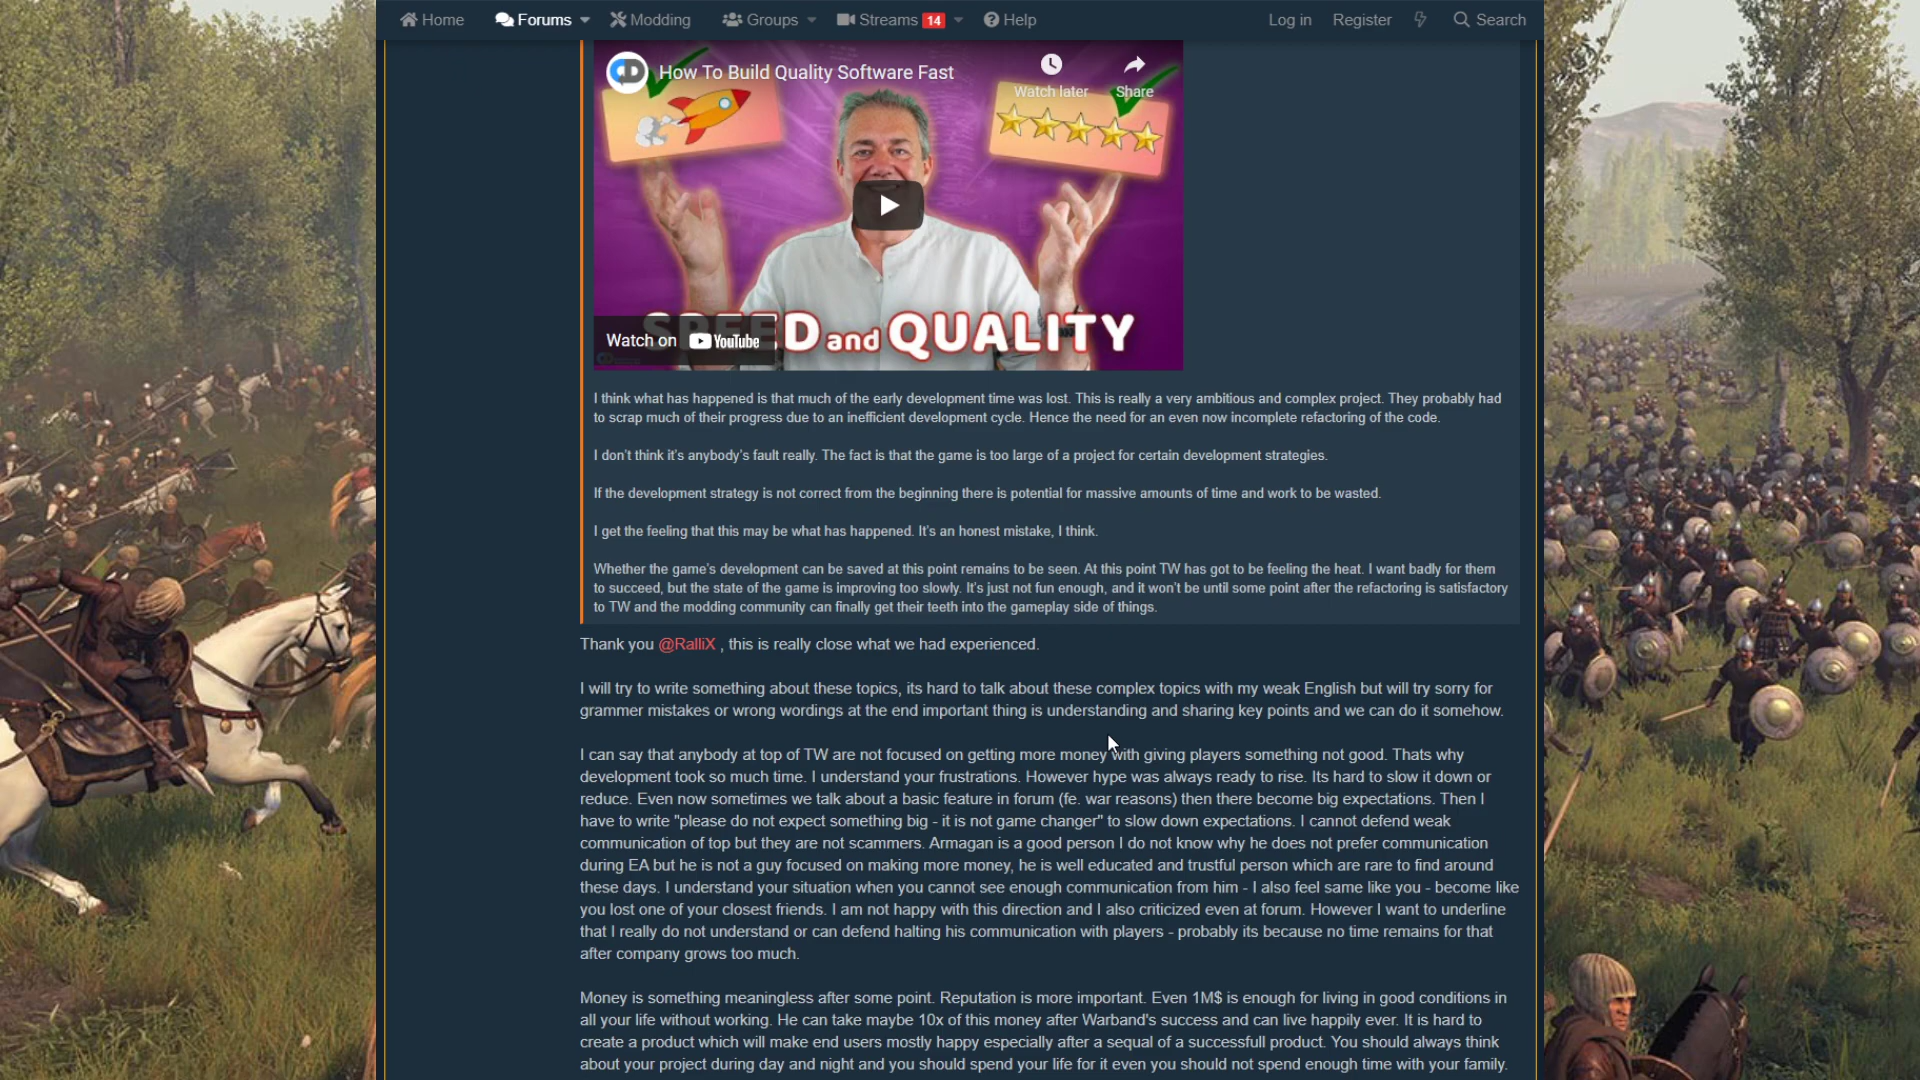 Home Forums Modding Groups Streams 14 Help Log in Register Search
How To Build Quality Software Fast
Watch later Share
SPEED and QUALITY
Watch on YouTube
I think what has happened is that much of the early development time was lost. This is really a very ambitious and complex project. They probably had
to scrap much of their progress due to an inefficient development cycle. Hence the need for an even now incomplete refactoring of the code.
I don't think it's anybody's fault really. The fact is that the game is too large of a project for certain development strategies.
If the development strategy is not correct from the beginning there is potential for massive amounts of time and work to be wasted.
I get the feeling that this may be what has happened. It's an honest mistake, I think.
Whether the game's development can be saved at this point remains to be seen. At this point TW has got to be feeling the heat. I want badly for them
to succeed, but the state of the game is improving too slowly. It's just not fun enough, and it won't be until some point after the refactoring is satisfactory
to TW and the modding community can finally get their teeth into the gameplay side of things.
Thank you @RalliX , this is really close what we had experienced.
I will try to write something about these topics, its hard to talk about these complex topics with my weak English but will try sorry for
grammer mistakes or wrong wordings at the end important thing is understanding and sharing key points and we can do it somehow.
I can say that anybody at top of TW are not focused on getting more money with giving players something not good. Thats why
development took so much time. I understand your frustrations. However hype was always ready to rise. Its hard to slow it down or
reduce. Even now sometimes we talk about a basic feature in forum (fe. war reasons) then there become big expectations. Then I
have to write "please do not expect something big - it is not game changer" to slow down expectations. I cannot defend weak
communication of top but they are not scammers. Armagan is a good person I do not know why he does not prefer communication
during EA but he is not a guy focused on making more money, he is well educated and trustful person which are rare to find around
these days. I understand your situation when you cannot see enough communication from him - I also feel same like you - become like
you lost one of your closest friends. I am not happy with this direction and I also criticized even at forum. However I want to underline
that I really do not understand or can defend halting his communication with players - probably its because no time remains for that
after company grows too much.
Money is something meaningless after some point. Reputation is more important. Even 1M$ is enough for living in good conditions in
all your life without working. He can take maybe 10x of this money after Warband's success and can live happily ever. It is hard to
create a product which will make end users mostly happy especially after a sequal of a successfull product. You should always think
about your project during day and night and you should spend your life for it even you should not spend enough time with your family.